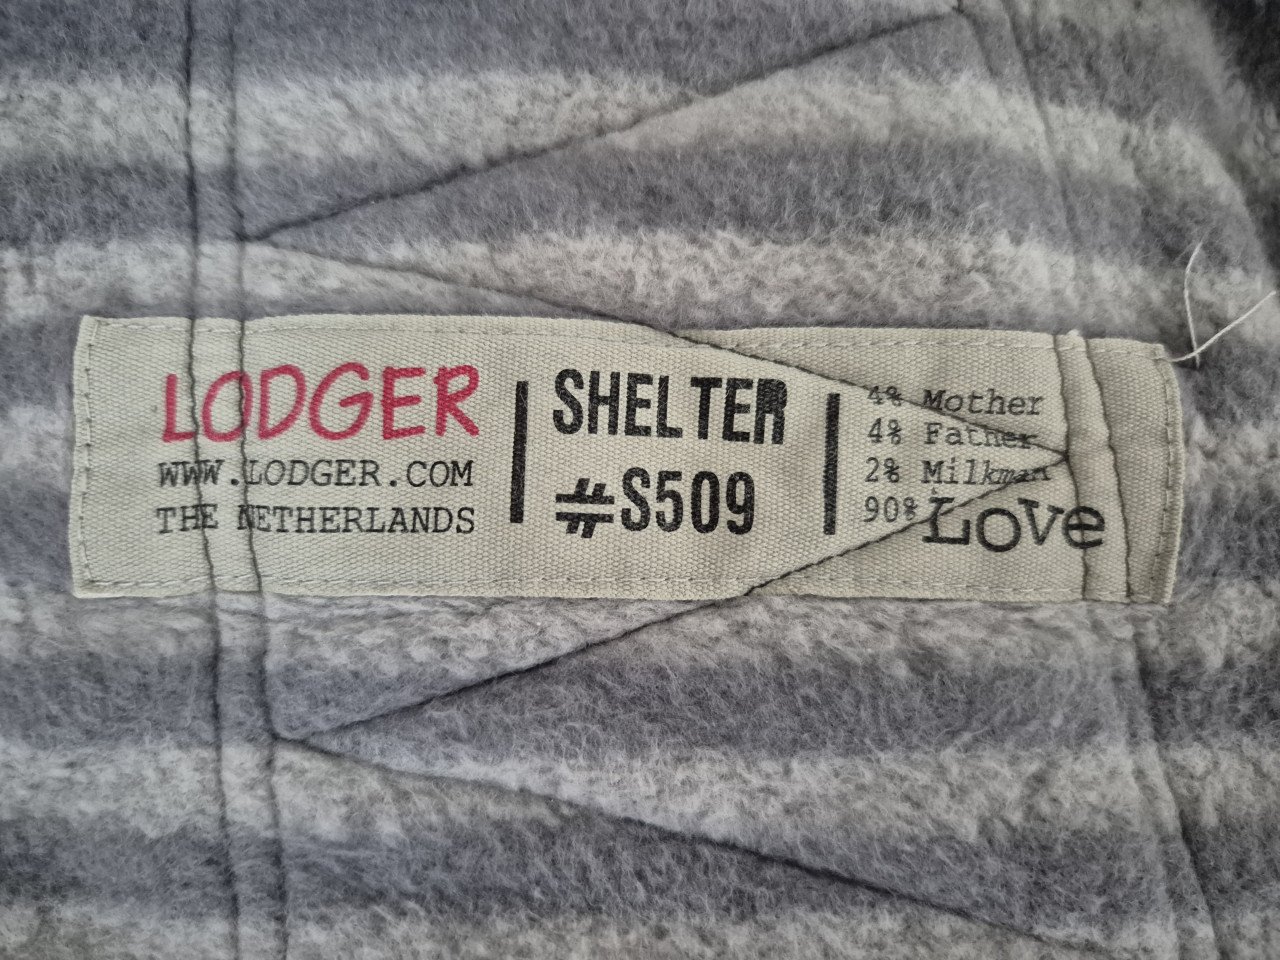 LODGER
WWW.LODGER.COM
THE NETHERLANDS
SHELTER
#S509
4% Mother
4% Father
2% Milkman
90% Love